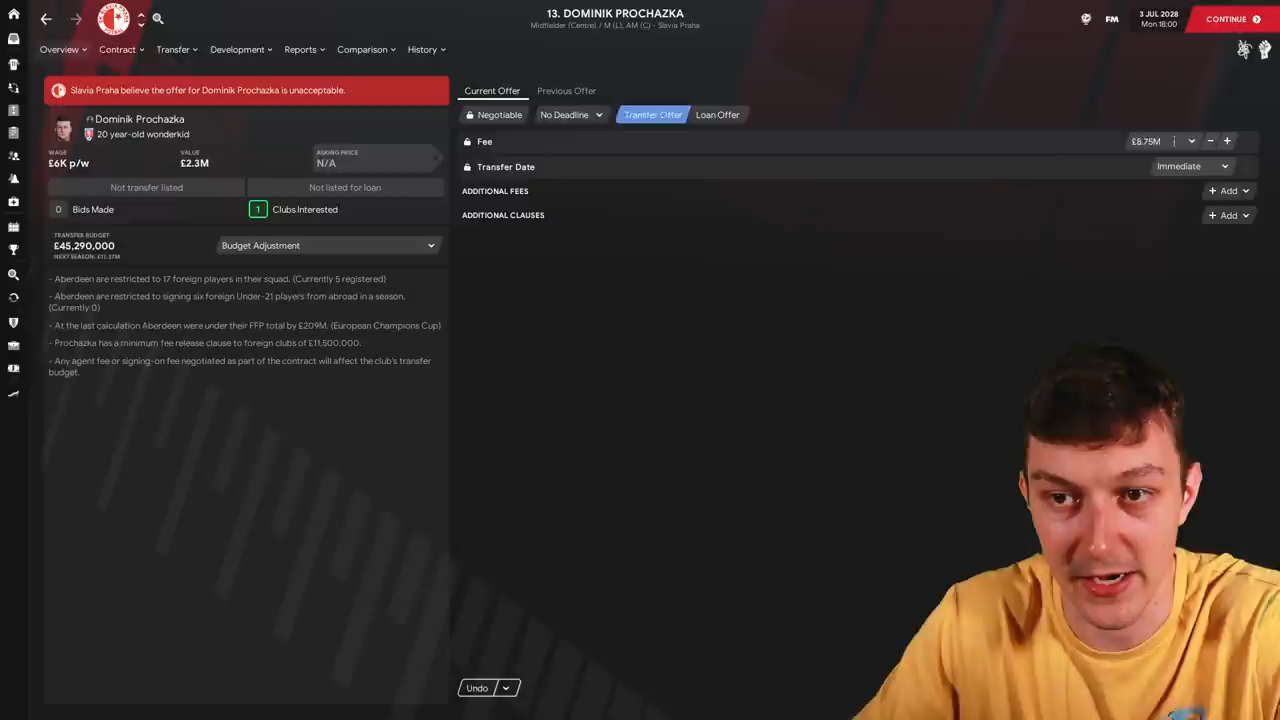 13. DOMINIK PROCHAZKA
Midfielder (Centre) / M (L), AM (C) - Slavia Praha
FM
3 JUL 2028
Mon 18:00
CONTINUE
Overview
Contract
Transfer
Development
Reports
Comparison
History
Slavia Praha believe the offer for Dominik Prochazka is unacceptable.
Dominik Prochazka
20 year-old wonderkid
WAGE
£6K p/w
VALUE
£2.3M
ASKING PRICE
N/A
Not transfer listed
Not listed for loan
0 Bids Made
1 Clubs Interested
TRANSFER BUDGET
£45,290,000
NEXT SEASON: £11.37M
Budget Adjustment
- Aberdeen are restricted to 17 foreign players in their squad. (Currently 5 registered)
- Aberdeen are restricted to signing six foreign Under-21 players from abroad in a season.
(Currently 0)
- At the last calculation Aberdeen were under their FFP total by £209M. (European Champions Cup)
- Prochazka has a minimum fee release clause to foreign clubs of £11,500,000.
- Any agent fee or signing-on fee negotiated as part of the contract will affect the club's transfer
budget.
Current Offer
Previous Offer
Negotiable
No Deadline
Transfer Offer
Loan Offer
Fee
£8.75M
Transfer Date
Immediate
ADDITIONAL FEES
+ Add
ADDITIONAL CLAUSES
+ Add
Undo